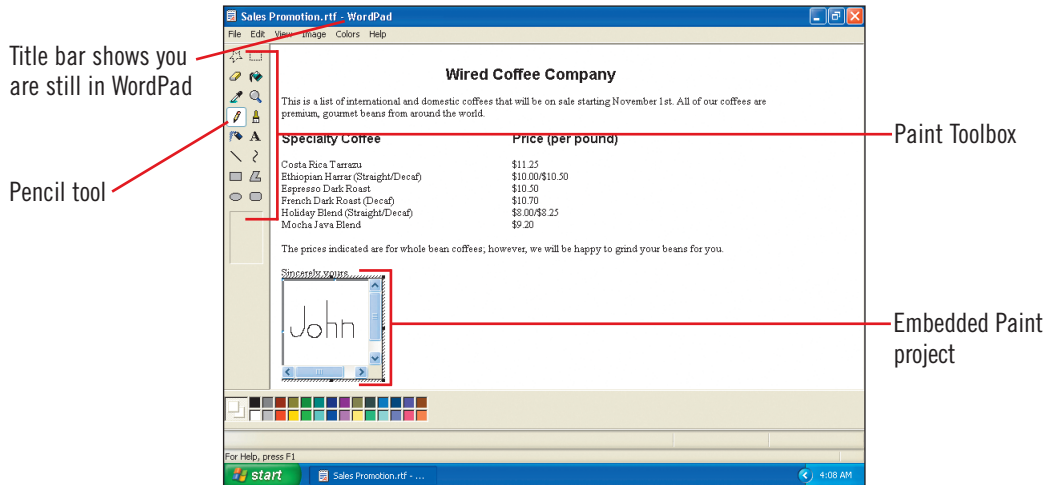 Sales Promotion.rtf - WordPad
File Edit View Image Colors Help
Title bar shows you
are still in WordPad
Wired Coffee Company
This is a list of international and domestic coffees that will be on sale starting November 1st. All of our coffees are
premium, gourmet beans from around the world.
Paint Toolbox
Specialty Coffee Price (per pound)
Pencil tool
Costa Rica Tarrazu $11.25
Ethiopian Harrar (Straight/Decaf) $10.00/$10.50
Espresso Dark Roast $10.50
French Dark Roast (Decaf) $10.70
Holiday Blend (Straight/Decaf) $8.00/$8.25
Mocha Java Blend $9.20
The prices indicated are for whole bean coffees; however, we will be happy to grind your beans for you.
Sincerely yours
John
Embedded Paint
project
For Help, press F1
start Sales Promotion.rtf - ... 4:08 AM